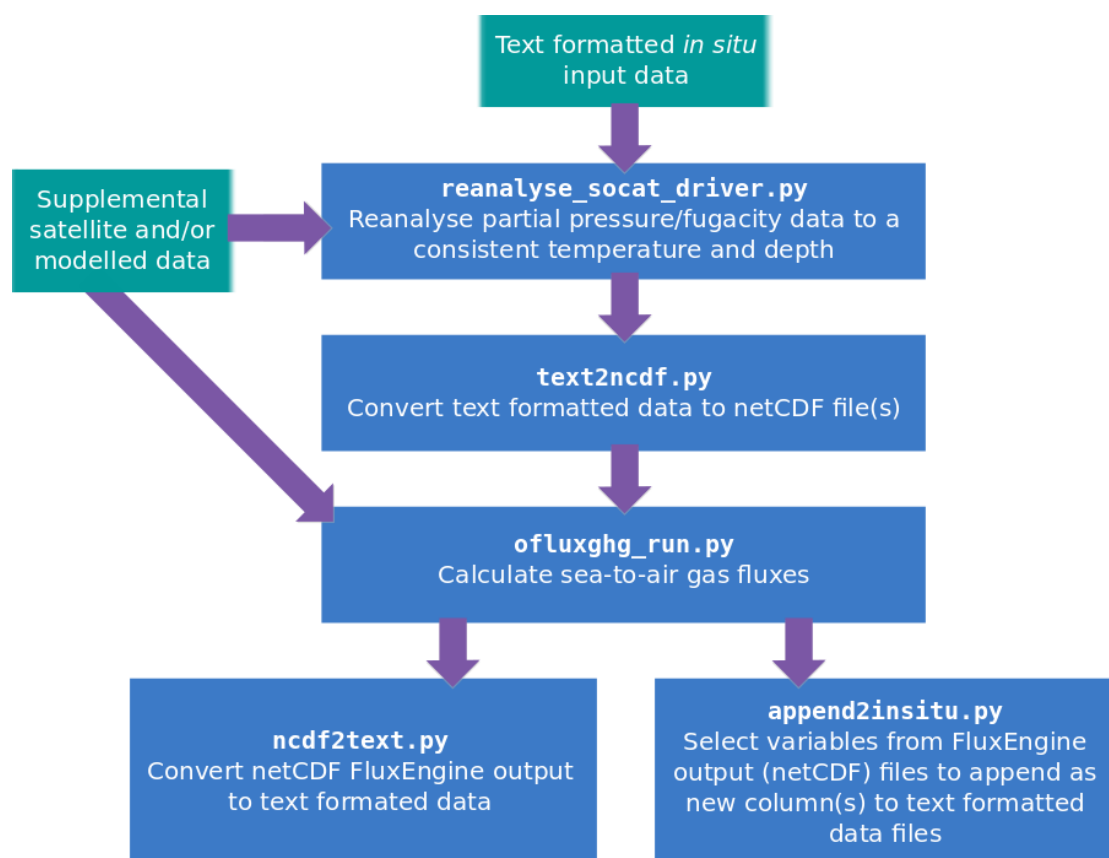 Text formatted in situ
input data
Supplemental
satellite and/or
modelled data
reanalyse_socat_driver.py
Reanalyse partial pressure/fugacity data to a
consistent temperature and depth
text2ncdf.py
Convert text formatted data to netCDF file(s)
ofluxghg_run.py
Calculate sea-to-air gas fluxes
ncdf2text.py
Convert netCDF FluxEngine output
to text formated data
append2insitu.py
Select variables from FluxEngine
output (netCDF) files to append as
new column(s) to text formatted
data files